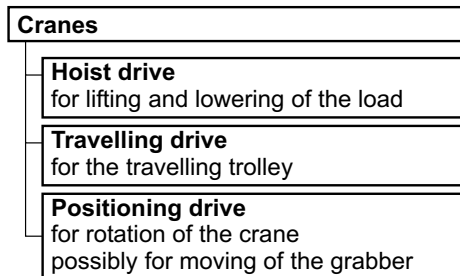 Cranes
Hoist drive
for lifting and lowering of the load
Travelling drive
for the travelling trolley
Positioning drive
for rotation of the crane
possibly for moving of the grabber